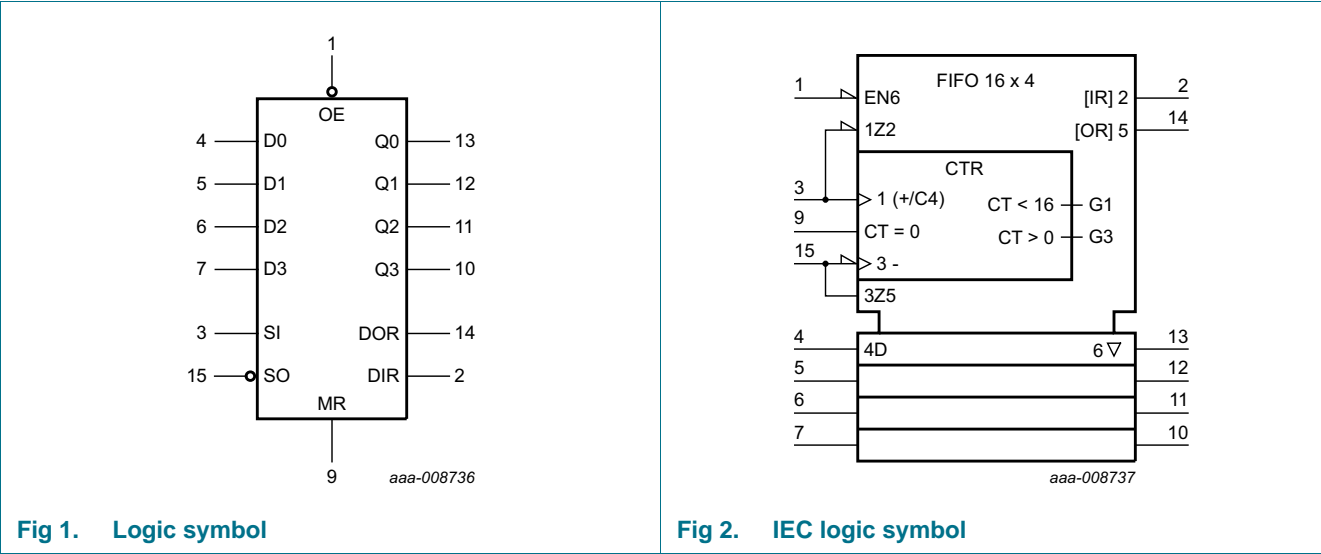 1
OE
4 D0 Q0 13
5 D1 Q1 12
6 D2 Q2 11
7 D3 Q3 10
3 SI DOR 14
15 SO DIR 2
MR
9 aaa-008736
Fig 1. Logic symbol
FIFO 16 x 4
1 EN6 [IR] 2 2
1Z2 [OR] 5 14
CTR
3 1 (+/C4) CT < 16 G1
9 CT = 0 CT > 0 G3
15 3 -
3Z5
4 4D 6 ▽ 13
5 12
6 11
7 10
aaa-008737
Fig 2. IEC logic symbol